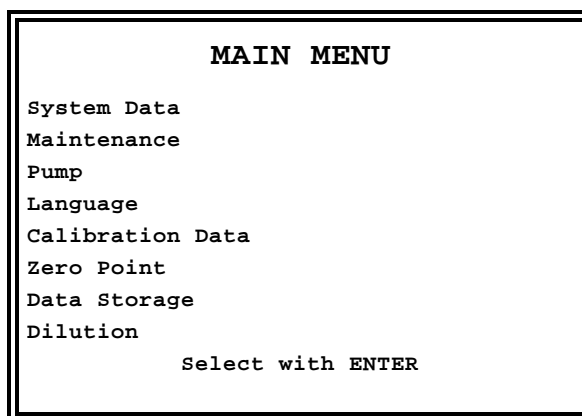 MAIN MENU
System Data
Maintenance
Pump
Language
Calibration Data
Zero Point
Data Storage
Dilution
Select with ENTER